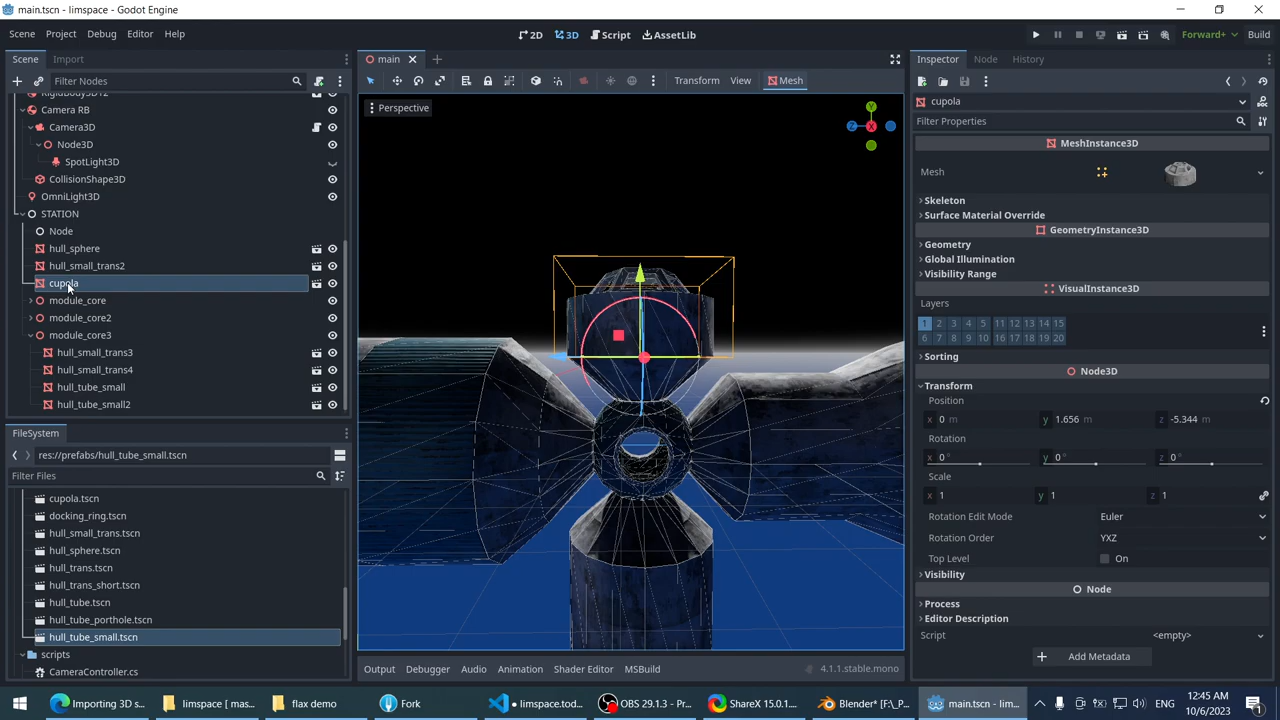 main.tscn - limspace - Godot Engine
Scene Project Debug Editor Help
2D 3D Script AssetLib
Forward+ Build
Scene Import
main
Inspector Node History
Filter Nodes
Transform View Mesh
RigidBody3D12
Camera RB
Camera3D
Node3D
SpotLight3D
CollisionShape3D
OmniLight3D
STATION
Node
hull_sphere
hull_small_trans2
cupola
module_core
module_core2
module_core3
hull_small_trans3
hull_small_trans4
hull_tube_small
hull_tube_small2
FileSystem
res://prefabs/hull_tube_small.tscn
Filter Files
cupola.tscn
docking_ring.tscn
hull_small_trans.tscn
hull_sphere.tscn
hull_trans.tscn
hull_trans_short.tscn
hull_tube.tscn
hull_tube_porthole.tscn
hull_tube_small.tscn
scripts
CameraController.cs
Perspective
Y
Z X
Output Debugger Audio Animation Shader Editor MSBuild
4.1.1.stable.mono
cupola
Filter Properties
MeshInstance3D
Mesh
Skeleton
Surface Material Override
GeometryInstance3D
Geometry
Global Illumination
Visibility Range
VisualInstance3D
Layers
1 2 3 4 5 11 12 13 14 15
6 7 8 9 10 16 17 18 19 20
Sorting
Node3D
Transform
Position
x 0 m y 1.656 m z -5.344 m
Rotation
x 0 ° y 0 ° z 0 °
Scale
x 1 y 1 z 1
Rotation Edit Mode Euler
Rotation Order YXZ
Top Level On
Visibility
Node
Process
Editor Description
Script <empty>
Add Metadata
Importing 3D s... limspace [ mas... flax demo Fork limspace.tod... OBS 29.1.3 - Pr... ShareX 15.0.1... Blender* [F:\_P... main.tscn - lim... ENG
12:45 AM
10/6/2023
1